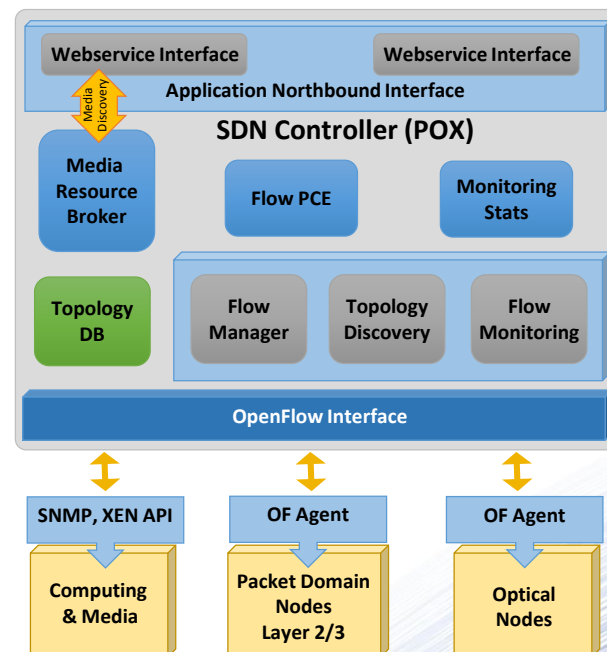 Webservice Interface
Webservice Interface
Application Northbound Interface
Media
Discovery
SDN Controller (POX)
Media
Resource
Broker
Flow PCE
Monitoring
Stats
Topology
DB
Flow
Manager
Topology
Discovery
Flow
Monitoring
OpenFlow Interface
SNMP, XEN API
OF Agent
OF Agent
Computing
& Media
Packet Domain
Nodes
Layer 2/3
Optical
Nodes